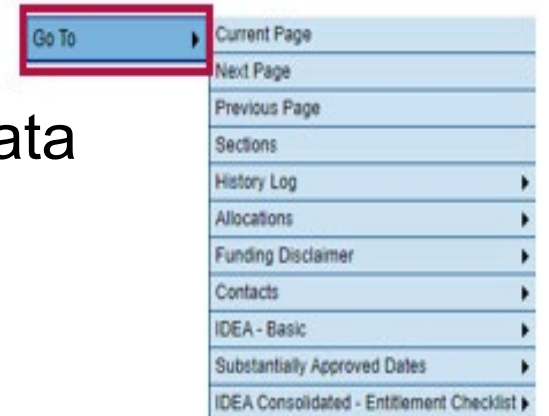 Go To
Current Page
Next Page
Previous Page
ata
Sections
History Log
Allocations
Funding Disclaimer
Contacts
IDEA - Basic
Substantially Approved Dates
IDEA Consolidated - Entitlement Checklist